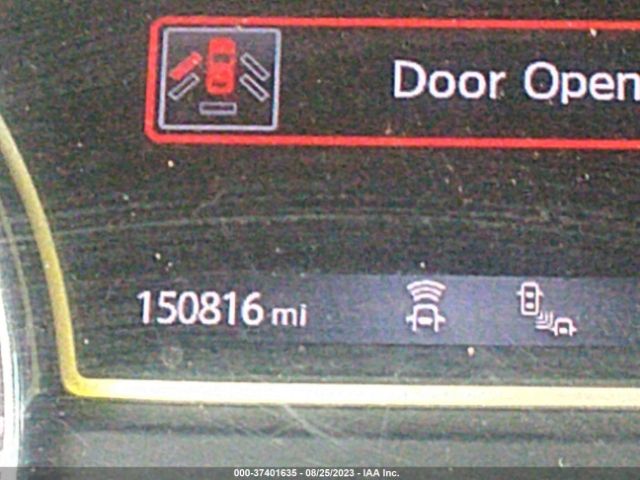 Door Open
150816 mi
000-37401635 - 08/25/2023 - IAA Inc.